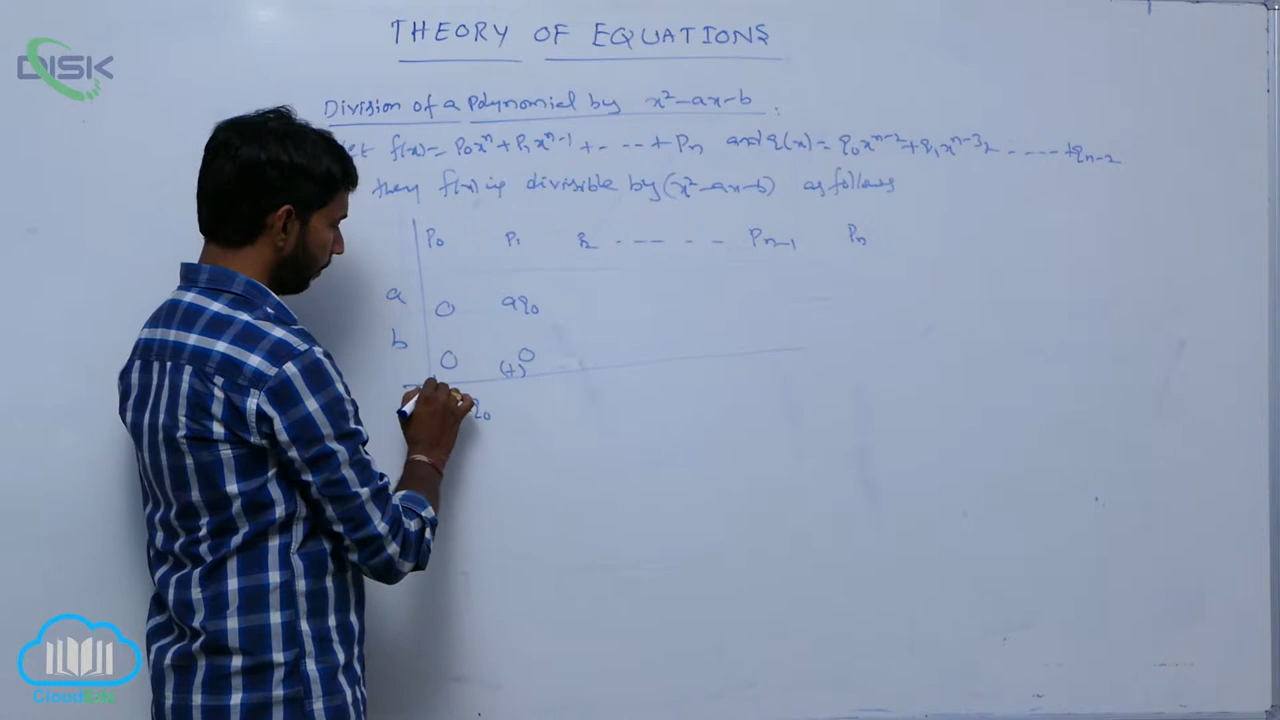 THEORY OF EQUATIONS
DISK
Division of a Polynomial by x²-ax-b.
f(x)= P₀xⁿ+P₁xⁿ⁻¹+- -- + Pₙ and q(x)= q₀xⁿ⁻²+q₁xⁿ⁻³ ---- +qₙ₋₂
then f(x) is divisible by (x²-ax-b) as follows
P₀ P₁ P₂ - --- - - Pₙ₋₁ Pₙ
a 0 aq₀
b 0 (+) 0
q₀
CloudEdz